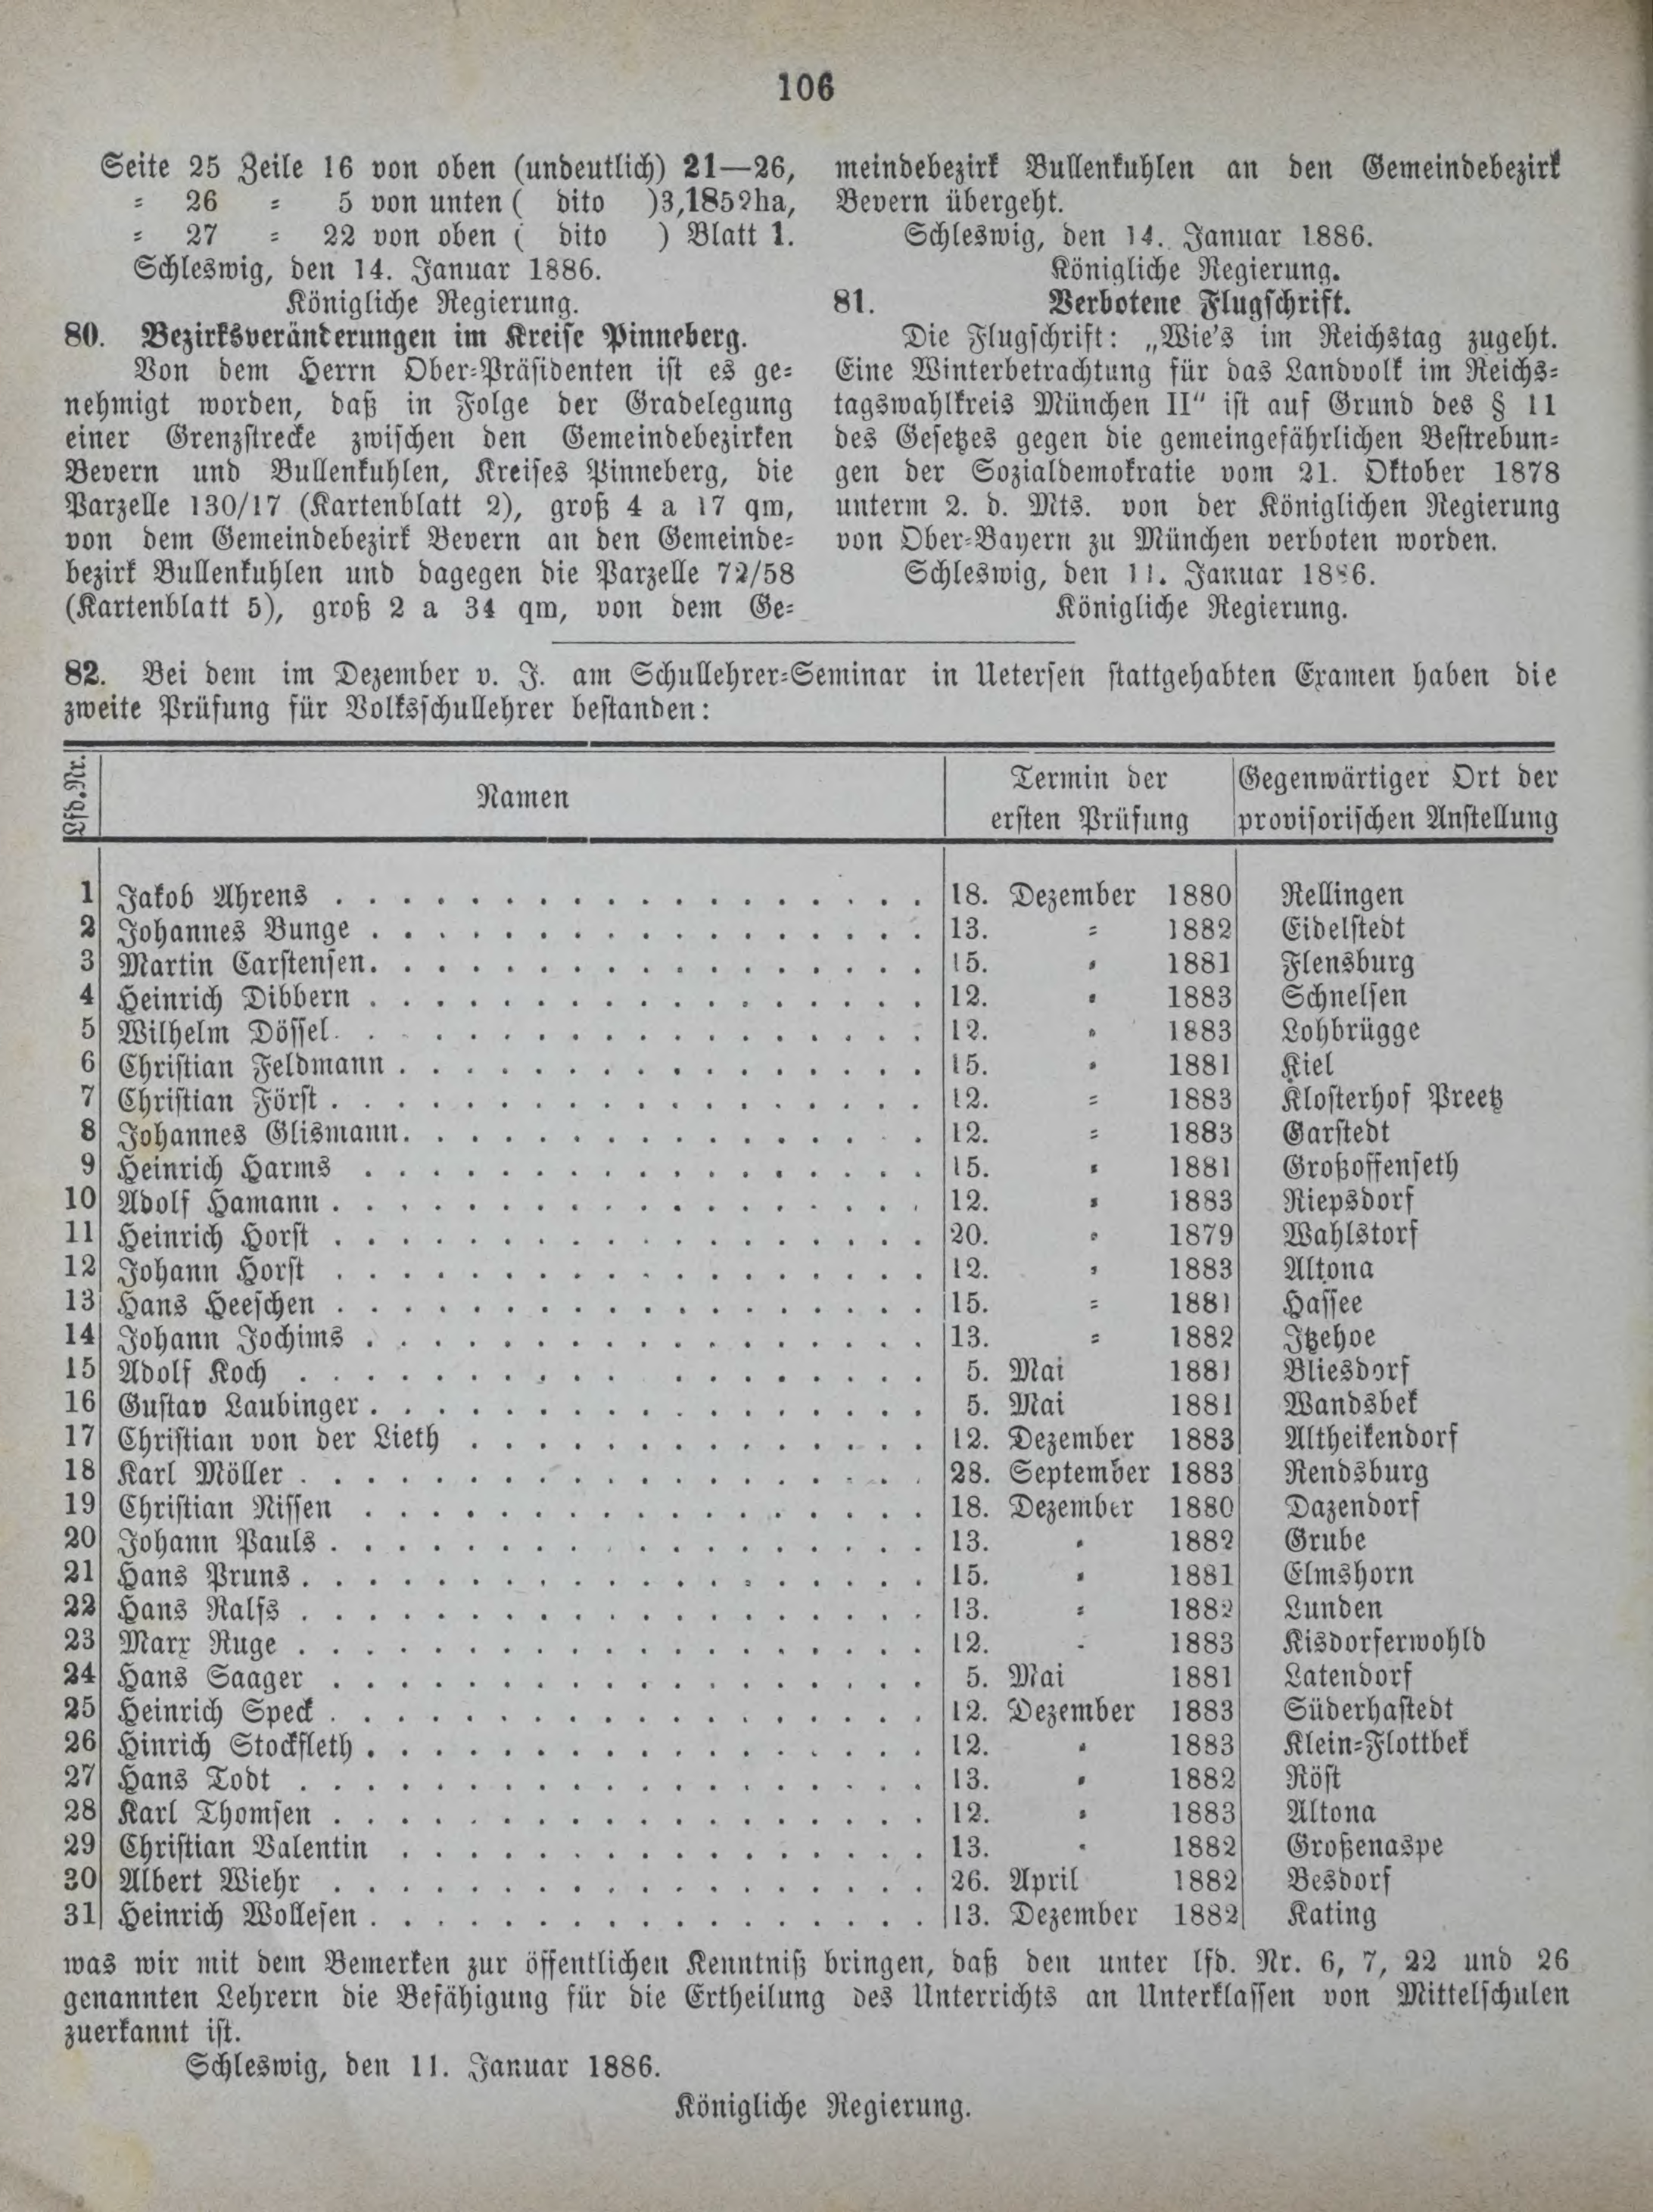 106
Seite 25 Zeile 16 von oben (undeutlich) 21—26,
= 26 = 5 von unten ( dito )3,1852ha,
= 27 = 22 von oben ( dito ) Blatt 1.
Schleswig, den 14. Januar 1886.
Königliche Regierung.
80. Bezirksveränderungen im Kreise Pinneberg.
Von dem Herrn Ober=Präsidenten ist es ge=
nehmigt worden, daß in Folge der Gradelegung
einer Grenzstrecke zwischen den Gemeindebezirken
Bevern und Bullenkuhlen, Kreises Pinneberg, die
Parzelle 130/17 (Kartenblatt 2), groß 4 a 17 qm,
von dem Gemeindebezirk Bevern an den Gemeinde=
bezirk Bullenkuhlen und dagegen die Parzelle 72/58
(Kartenblatt 5), groß 2 a 34 qm, von dem Ge=
meindebezirk Bullenkuhlen an den Gemeindebezirk
Bevern übergeht.
Schleswig, den 14. Januar 1886.
Königliche Regierung.
81. Verbotene Flugschrift.
Die Flugschrift: „Wie's im Reichstag zugeht.
Eine Winterbetrachtung für das Landvolk im Reichs=
tagswahlkreis München II“ ist auf Grund des § 11
des Gesetzes gegen die gemeingefährlichen Bestrebun=
gen der Sozialdemokratie vom 21. Oktober 1878
unterm 2. d. Mts. von der Königlichen Regierung
von Ober=Bayern zu München verboten worden.
Schleswig, den 11. Januar 1886.
Königliche Regierung.
82. Bei dem im Dezember v. J. am Schullehrer=Seminar in Uetersen stattgehabten Examen haben die
zweite Prüfung für Volksschullehrer bestanden:
Lfd. Nr. Namen Termin der ersten Prüfung Gegenwärtiger Ort der provisorischen Anstellung
1 Jakob Ahrens 18. Dezember 1880 Rellingen
2 Johannes Bunge 13. = 1882 Eidelstedt
3 Martin Carstensen 15. = 1881 Flensburg
4 Heinrich Dibbern 12. = 1883 Schnelsen
5 Wilhelm Dössel 12. = 1883 Lohbrügge
6 Christian Feldmann 15. = 1881 Kiel
7 Christian Först 12. = 1883 Klosterhof Preetz
8 Johannes Glismann 12. = 1883 Garstedt
9 Heinrich Harms 15. = 1881 Großoffenseth
10 Adolf Hamann 12. = 1883 Riepsdorf
11 Heinrich Horst 20. = 1879 Wahlstorf
12 Johann Horst 12. = 1883 Altona
13 Hans Heeschen 15. = 1881 Hassee
14 Johann Jochims 13. = 1882 Itzehoe
15 Adolf Koch 5. Mai 1881 Bliesdorf
16 Gustav Laubinger 5. Mai 1881 Wandsbek
17 Christian von der Lieth 12. Dezember 1883 Altheikendorf
18 Karl Möller 28. September 1883 Rendsburg
19 Christian Nissen 18. Dezember 1880 Dazendorf
20 Johann Pauls 13. = 1882 Grube
21 Hans Pruns 15. = 1881 Elmshorn
22 Hans Ralfs 13. = 1882 Lunden
23 Marx Ruge 12. = 1883 Kisdorferwohld
24 Hans Saager 5. Mai 1881 Latendorf
25 Heinrich Speck 12. Dezember 1883 Süderhastedt
26 Hinrich Stockfleth 12. = 1883 Klein=Flottbek
27 Hans Todt 13. = 1882 Röst
28 Karl Thomsen 12. = 1883 Altona
29 Christian Valentin 13. = 1882 Großenaspe
30 Albert Wiehr 26. April 1882 Besdorf
31 Heinrich Wollesen 13. Dezember 1882 Kating
was wir mit dem Bemerken zur öffentlichen Kenntniß bringen, daß den unter lfd. Nr. 6, 7, 22 und 26
genannten Lehrern die Befähigung für die Ertheilung des Unterrichts an Unterklassen von Mittelschulen
zuerkannt ist.
Schleswig, den 11. Januar 1886.
Königliche Regierung.